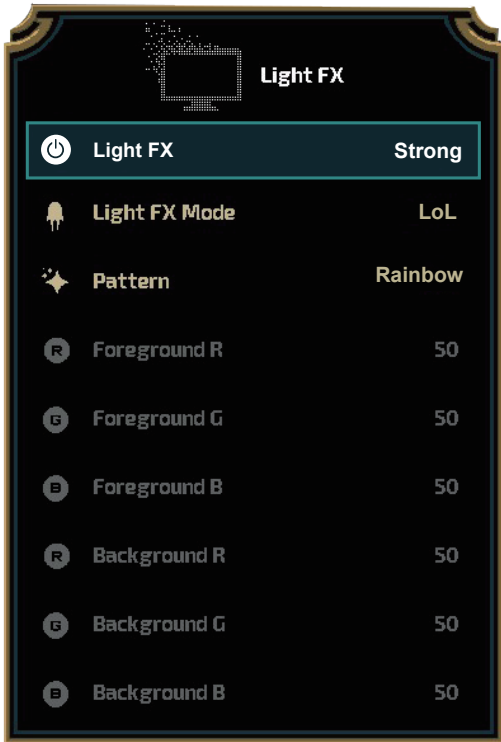 Light FX
Light FX Strong
Light FX Mode LoL
Pattern Rainbow
R Foreground R 50
G Foreground G 50
B Foreground B 50
R Background R 50
G Background G 50
B Background B 50